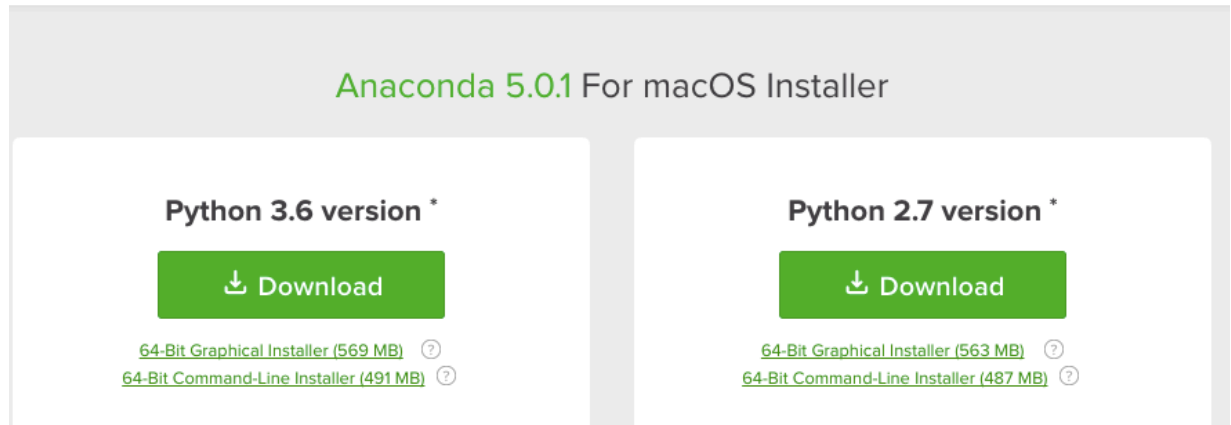 Anaconda 5.0.1 For macOS Installer
Python 3.6 version *
Download
64-Bit Graphical Installer (569 MB) ?
64-Bit Command-Line Installer (491 MB) ?
Python 2.7 version *
Download
64-Bit Graphical Installer (563 MB) ?
64-Bit Command-Line Installer (487 MB) ?